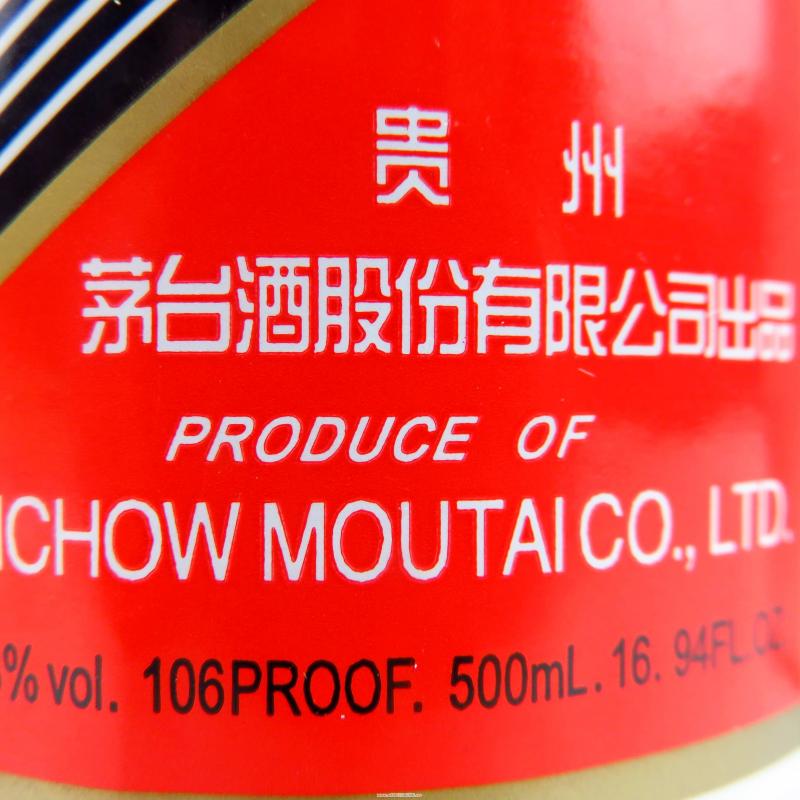 贵 州
茅台酒股份有限公司出品
PRODUCE OF
ICHOW MOUTAI CO., LTD.
% vol. 106PROOF. 500mL. 16. 94FL. OZ